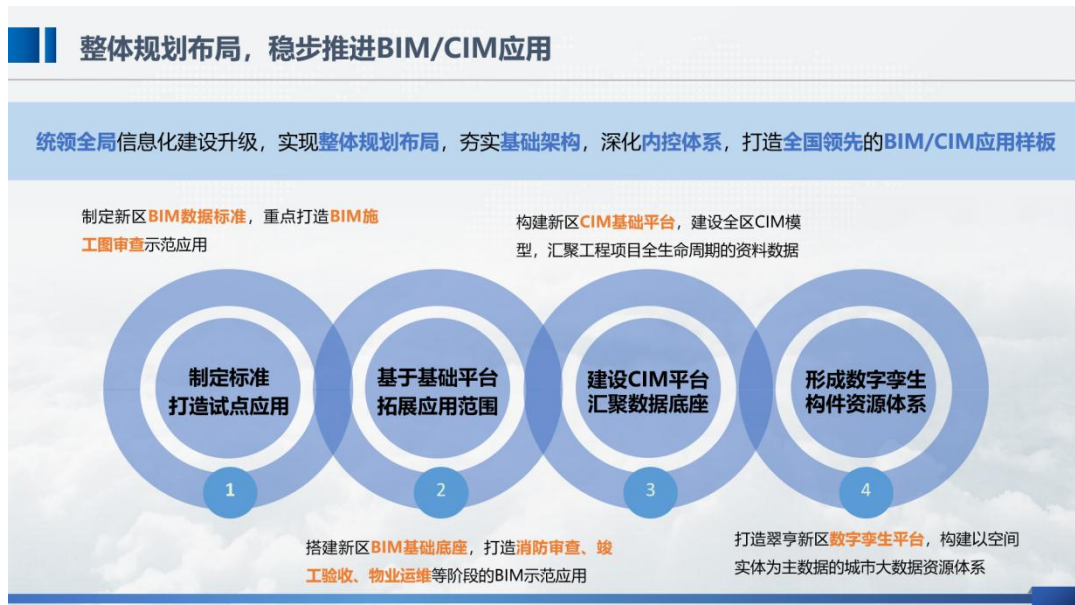 整体规划布局，稳步推进BIM/CIM应用
统领全局信息化建设升级，实现整体规划布局，夯实基础架构，深化内控体系，打造全国领先的BIM/CIM应用样板
制定新区BIM数据标准，重点打造BIM施
工图审查示范应用
构建新区CIM基础平台，建设全区CIM模
型，汇聚工程项目全生命周期的资料数据
制定标准
打造试点应用
基于基础平台
拓展应用范围
建设CIM平台
汇聚数据底座
形成数字孪生
构件资源体系
1
2
3
4
搭建新区BIM基础底座，打造消防审查、竣
工验收、物业运维等阶段的BIM示范应用
打造翠亨新区数字孪生平台，构建以空间
实体为主数据的城市大数据资源体系